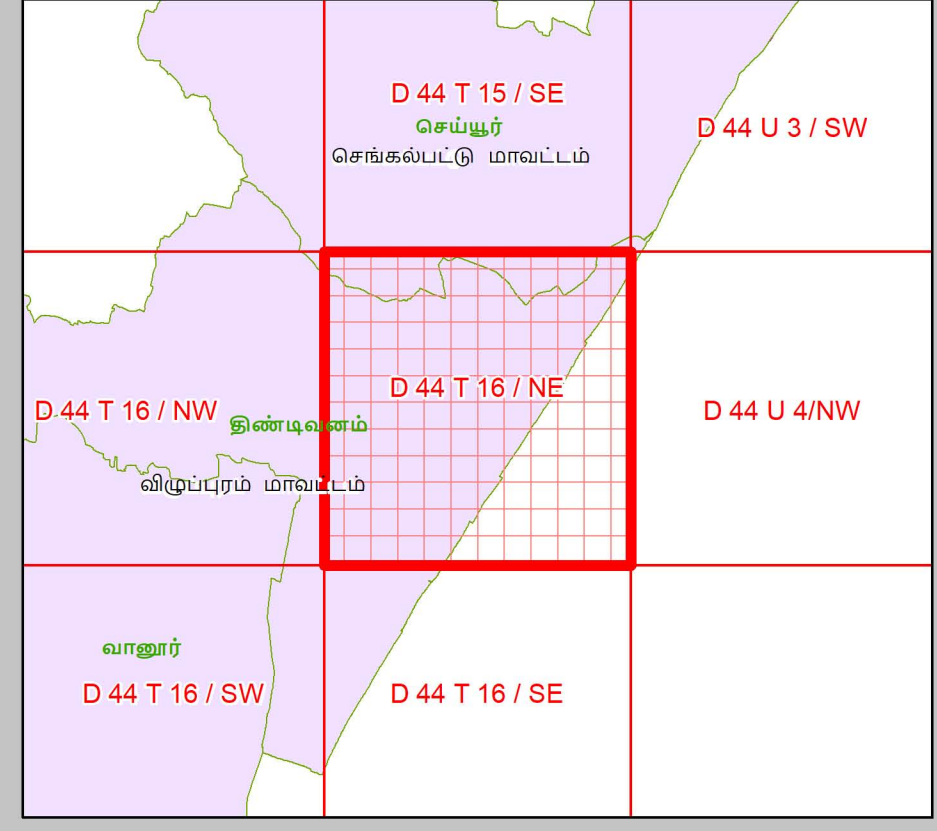 D 44 T 15 / SE
செய்யூர்
செங்கல்பட்டு மாவட்டம்
D 44 U 3 / SW
D 44 T 16 / NW
D 44 T 16 / NE
D 44 U 4/NW
திண்டிவனம்
விழுப்புரம் மாவட்டம்
வானூர்
D 44 T 16 / SW
D 44 T 16 / SE